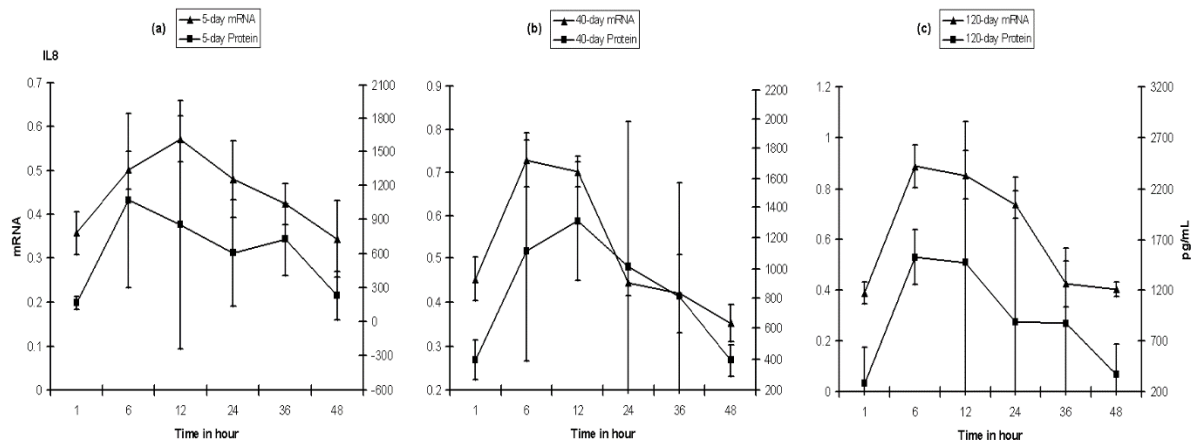 (a)
5-day mRNA
5-day Protein
(b)
40-day mRNA
40-day Protein
(c)
120-day mRNA
120-day Protein
IL8
0.7
0.6
0.5
0.4
0.3
0.2
0.1
0
mRNA
2100
1800
1500
1200
900
600
300
0
-300
-600
1 6 12 24 36 48
Time in hour
0.9
0.8
0.7
0.6
0.5
0.4
0.3
0.2
2200
2000
1800
1600
1400
1200
1000
800
600
400
200
1 6 12 24 36 48
Time in hour
1.2
1
0.8
0.6
0.4
0.2
0
3200
2700
2200
1700
1200
700
200
pg/mL
1 6 12 24 36 48
Time in hour